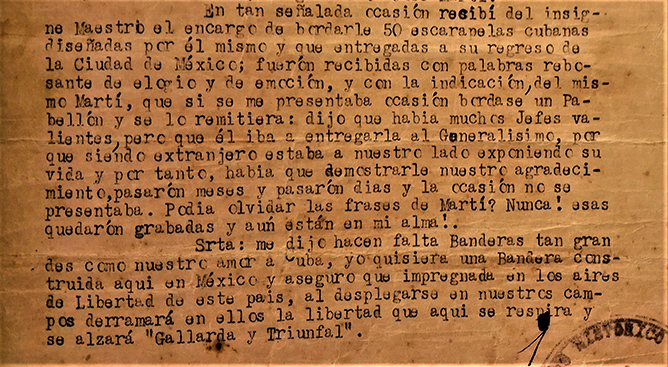 En tan señalada ocasión recibí del insig-
ne Maestro el encargo de bordarle 50 escarapelas cubanas
diseñadas por él mismo y que entregadas a su regreso de
la Ciudad de México; fuerón recibidas con palabras rebo-
sante de elogio y de emoción, y con la indicación,del mis-
mo Martí, que si se me presentaba ocasión bordase un Pa-
bellón y se lo remitiera: dijo que habia muchos Jefes va-
lientes,pero que él iba a entregarla al Generalisimo, por
que siendo extranjero estaba a nuestro lado exponiendo su
vida y por tanto, habia que demostrarle nuestro agradeci-
miento,pasarón meses y pasarón dias y la ocasión no se
presentaba. Podia olvidar las frases de Martí? Nunca! esas
quedarón grabadas y aún están en mi alma!..
Srta: me dijo hacen falta Banderas tan gran
des como nuestro amor a Cuba, yo quisiera una Bandera cons-
truida aqui en México y aseguro que impregnada en los aires
de Libertad de este pais, al desplegarse en nuestros cam-
pos derramará en ellos la libertad que aqui se respira y
se alzará "Gallarda y Triunfal".
HISTÓRICO